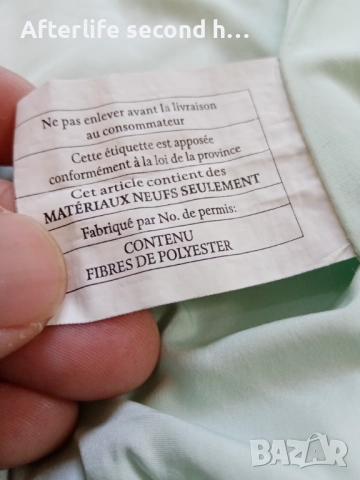 Afterlife second h...
Ne pas enlever avant la livraison
au consommateur
Cette étiquette est apposée
conformément à la loi de la province
Cet article contient des
MATÉRIAUX NEUFS SEULEMENT
Fabriqué par No. de permis:
CONTENU
FIBRES DE POLYESTER
BAZAR